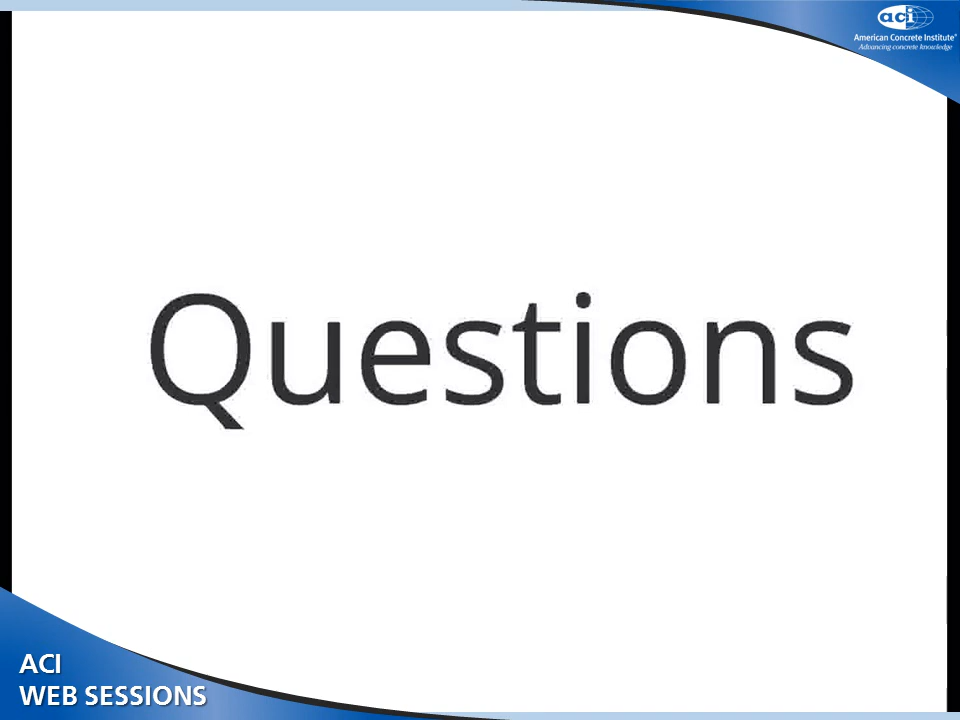 aci
American Concrete Institute®
Advancing concrete knowledge
Questions
ACI
WEB SESSIONS